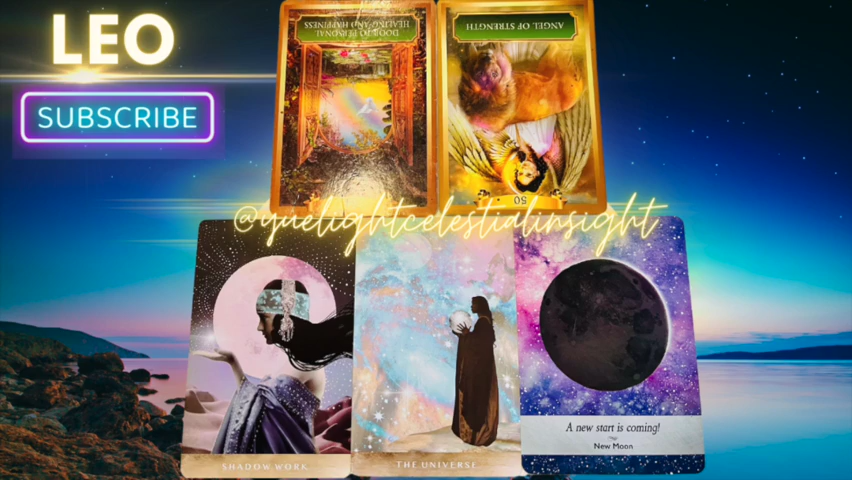 LEO
SUBSCRIBE
DOOR TO PERSONAL
HEALING AND HAPPINESS
ANGEL OF STRENGTH
50
@yuelightcelestialinsight
SHADOW WORK
THE UNIVERSE
A new start is coming!
New Moon